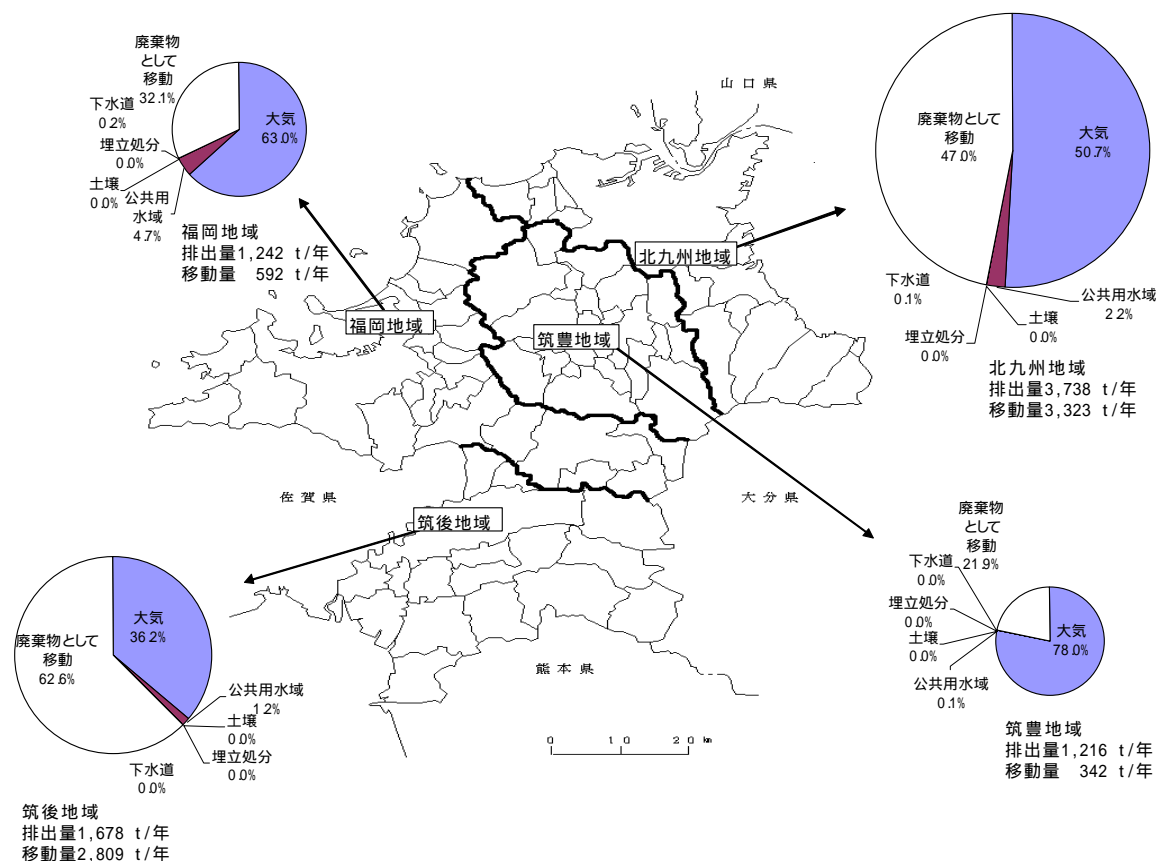 廃棄物
として
移動
32.1%
下水道
0.2%
埋立処分
0.0%
土壌
0.0%
公共用
水域
4.7%
大気
63.0%
福岡地域
排出量1,242 t/年
移動量 592 t/年
山口県
廃棄物として
移動
47.0%
大気
50.7%
下水道
0.1%
埋立処分
0.0%
土壌
0.0%
公共用水域
2.2%
北九州地域
排出量3,738 t/年
移動量3,323 t/年
北九州地域
福岡地域
筑豊地域
佐賀県
大分県
筑後地域
熊本県
0 10 20 km
廃棄物として
移動
62.6%
大気
36.2%
公共用水域
1.2%
土壌
0.0%
埋立処分
0.0%
下水道
0.0%
筑後地域
排出量1,678 t/年
移動量2,809 t/年
廃棄物
として
移動
21.9%
下水道
0.0%
埋立処分
0.0%
土壌
0.0%
公共用水域
0.1%
大気
78.0%
筑豊地域
排出量1,216 t/年
移動量 342 t/年